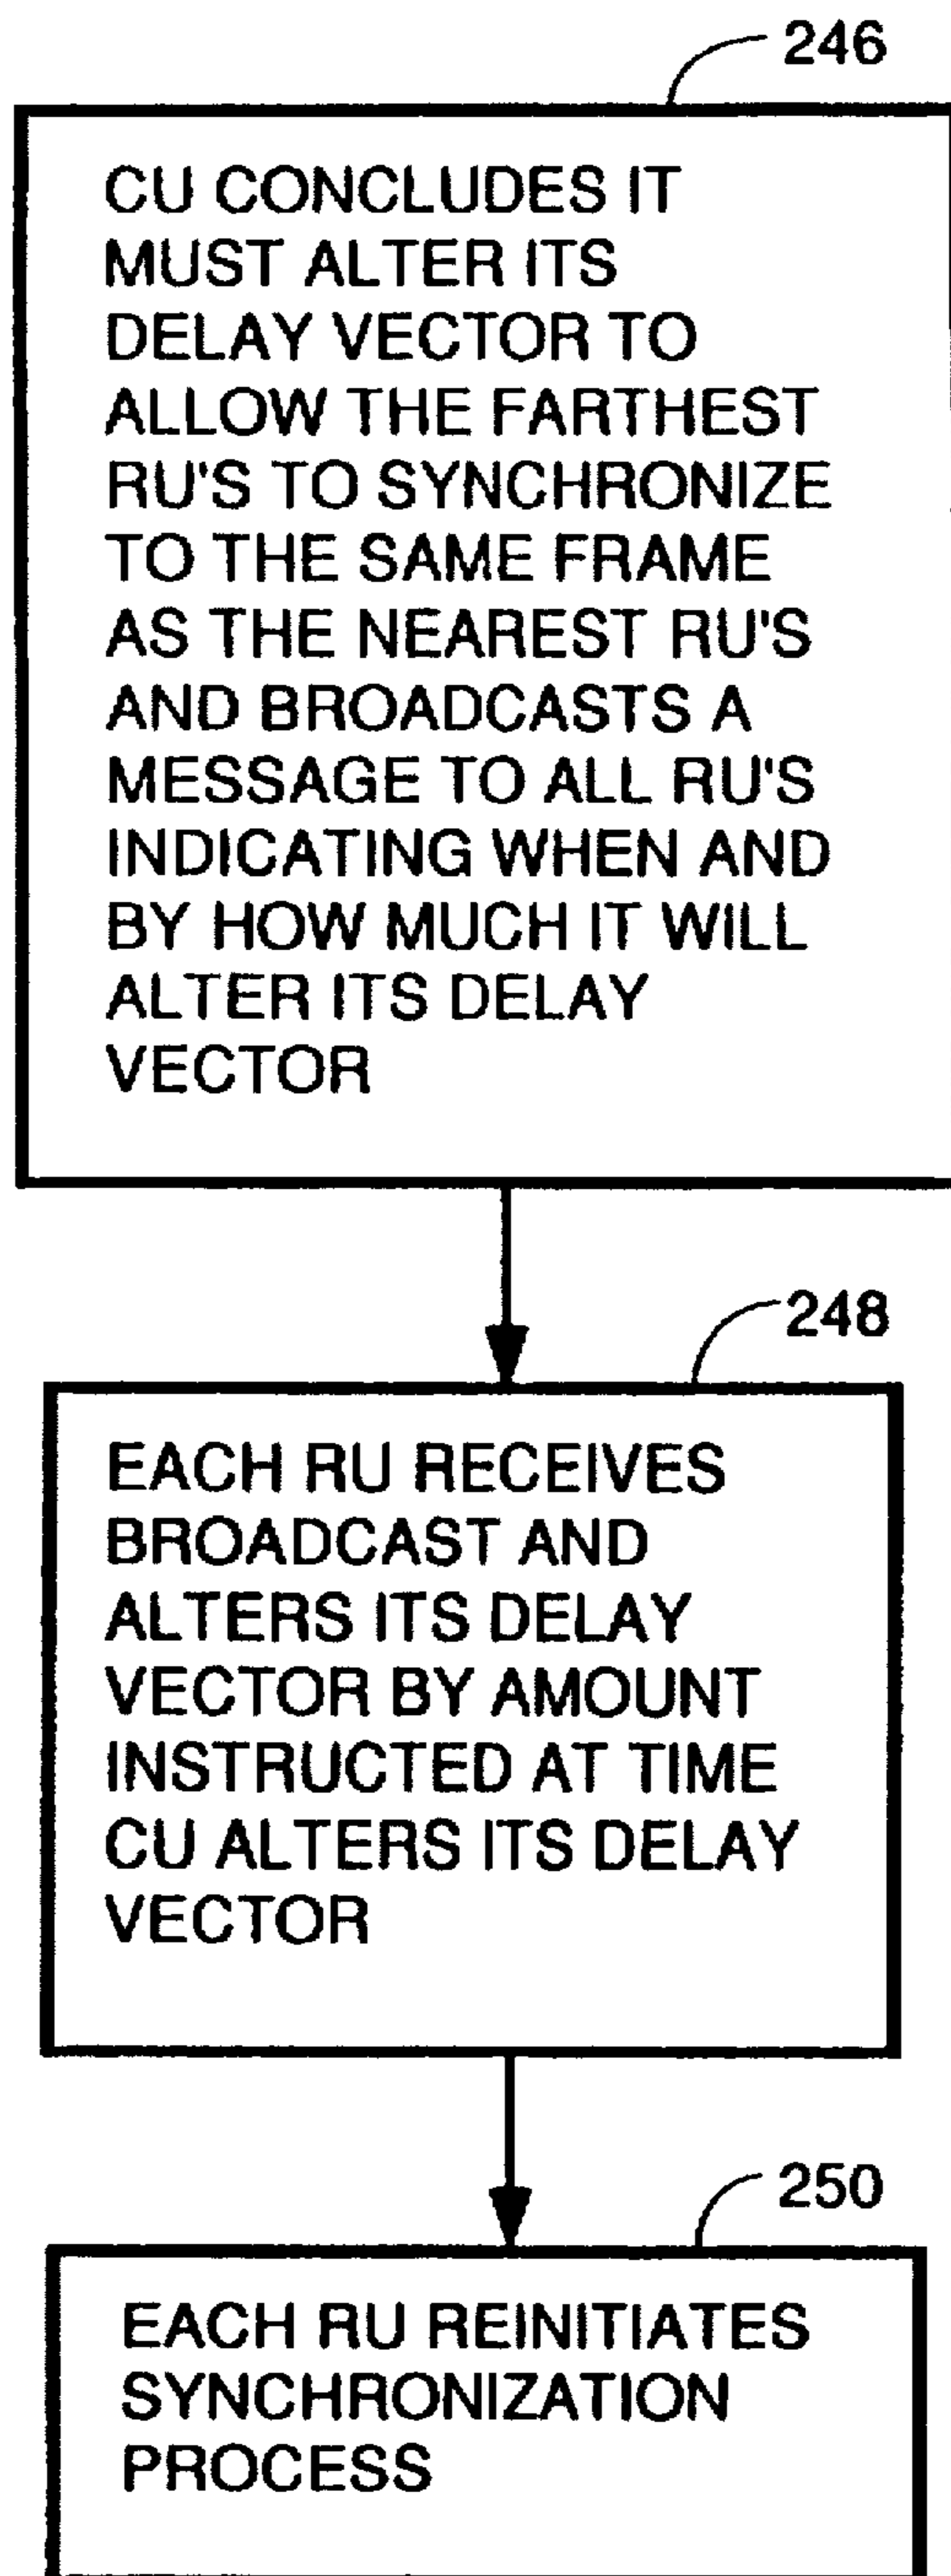 246
CU CONCLUDES IT
MUST ALTER ITS
DELAY VECTOR TO
ALLOW THE FARTHEST
RU'S TO SYNCHRONIZE
TO THE SAME FRAME
AS THE NEAREST RU'S
AND BROADCASTS A
MESSAGE TO ALL RU'S
INDICATING WHEN AND
BY HOW MUCH IT WILL
ALTER ITS DELAY
VECTOR
248
EACH RU RECEIVES
BROADCAST AND
ALTERS ITS DELAY
VECTOR BY AMOUNT
INSTRUCTED AT TIME
CU ALTERS ITS DELAY
VECTOR
250
EACH RU REINITIATES
SYNCHRONIZATION
PROCESS